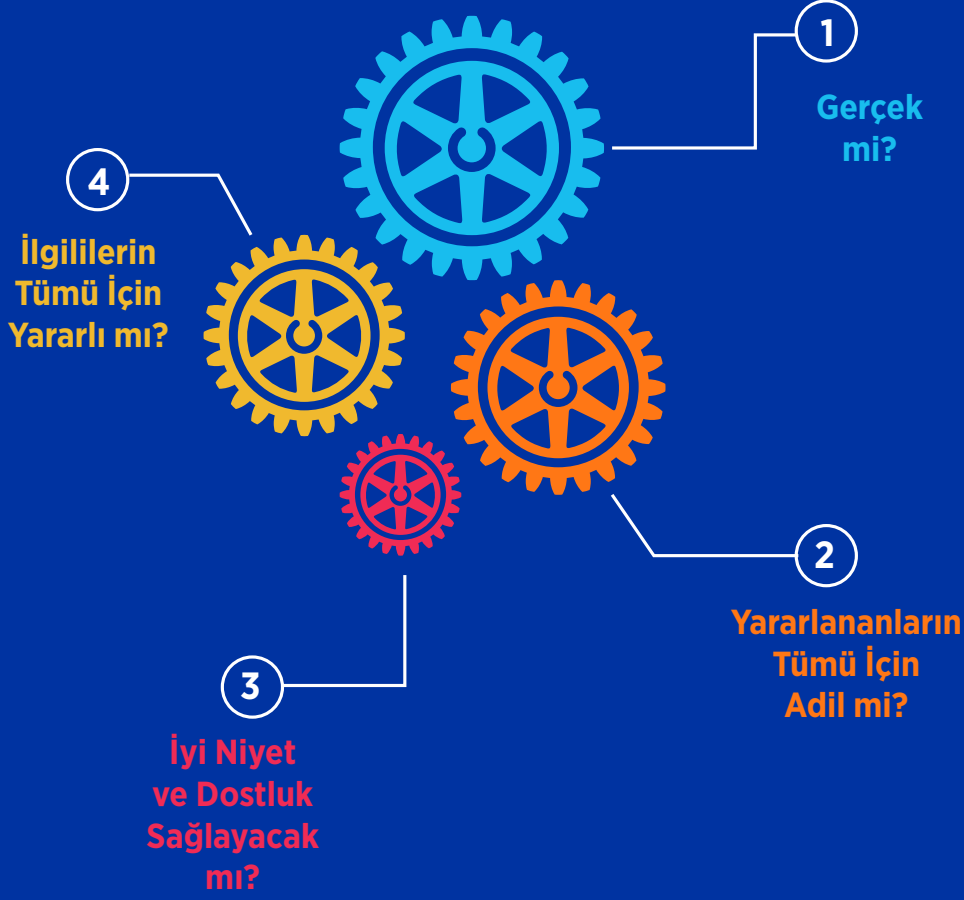 1
Gerçek
mi?
2
Yararlananların
Tümü İçin
Adil mi?
3
İyi Niyet
ve Dostluk
Sağlayacak
mı?
4
İlgililerin
Tümü İçin
Yararlı mı?